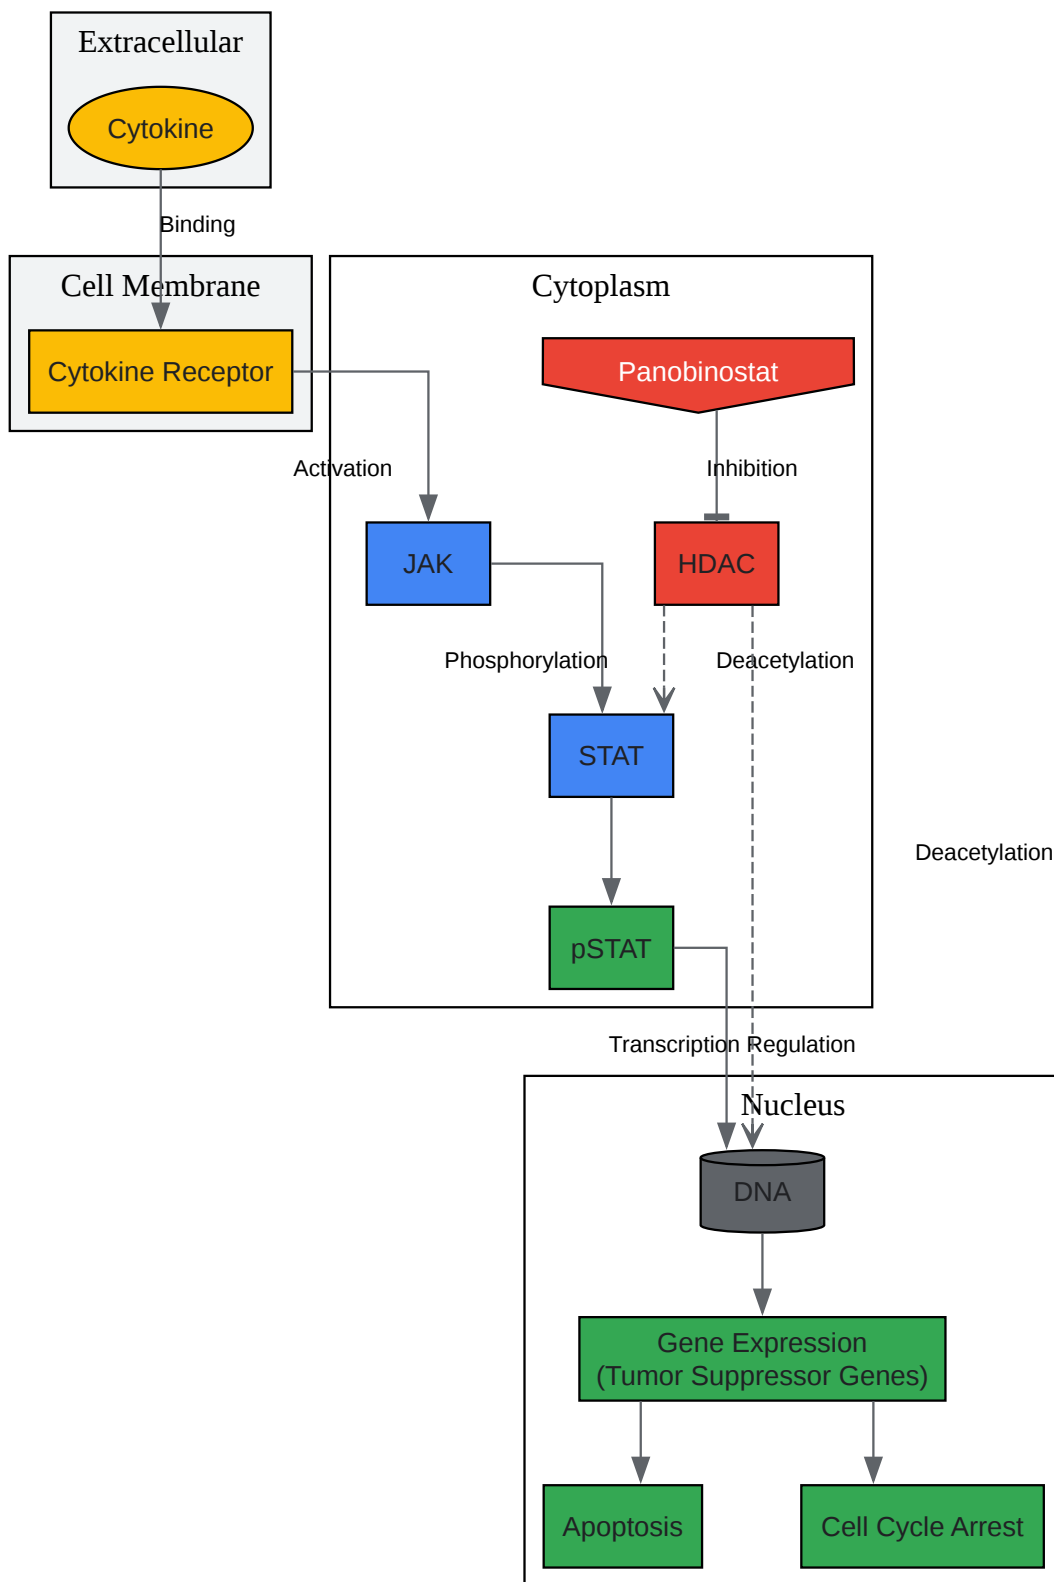 Extracellular
Cytokine
Binding
Cell Membrane
Cytoplasm
Cytokine Receptor
Panobinostat
Activation
Inhibition
JAK
HDAC
Phosphorylation
Deacetylation
STAT
Deacetylation
pSTAT
Transcription Regulation
Nucleus
DNA
Gene Expression
(Tumor Suppressor Genes)
Apoptosis
Cell Cycle Arrest